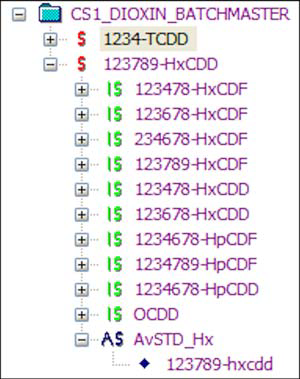 CS1_DIOXIN_BATCHMASTER
S 1234-TCDD
S 123789-HxCDD
IS 123478-HxCDF
IS 123678-HxCDF
IS 234678-HxCDF
IS 123789-HxCDF
IS 123478-HxCDD
IS 123678-HxCDD
IS 1234678-HpCDF
IS 1234789-HpCDF
IS 1234678-HpCDD
IS OCDD
AS AvSTD_Hx
123789-hxcdd